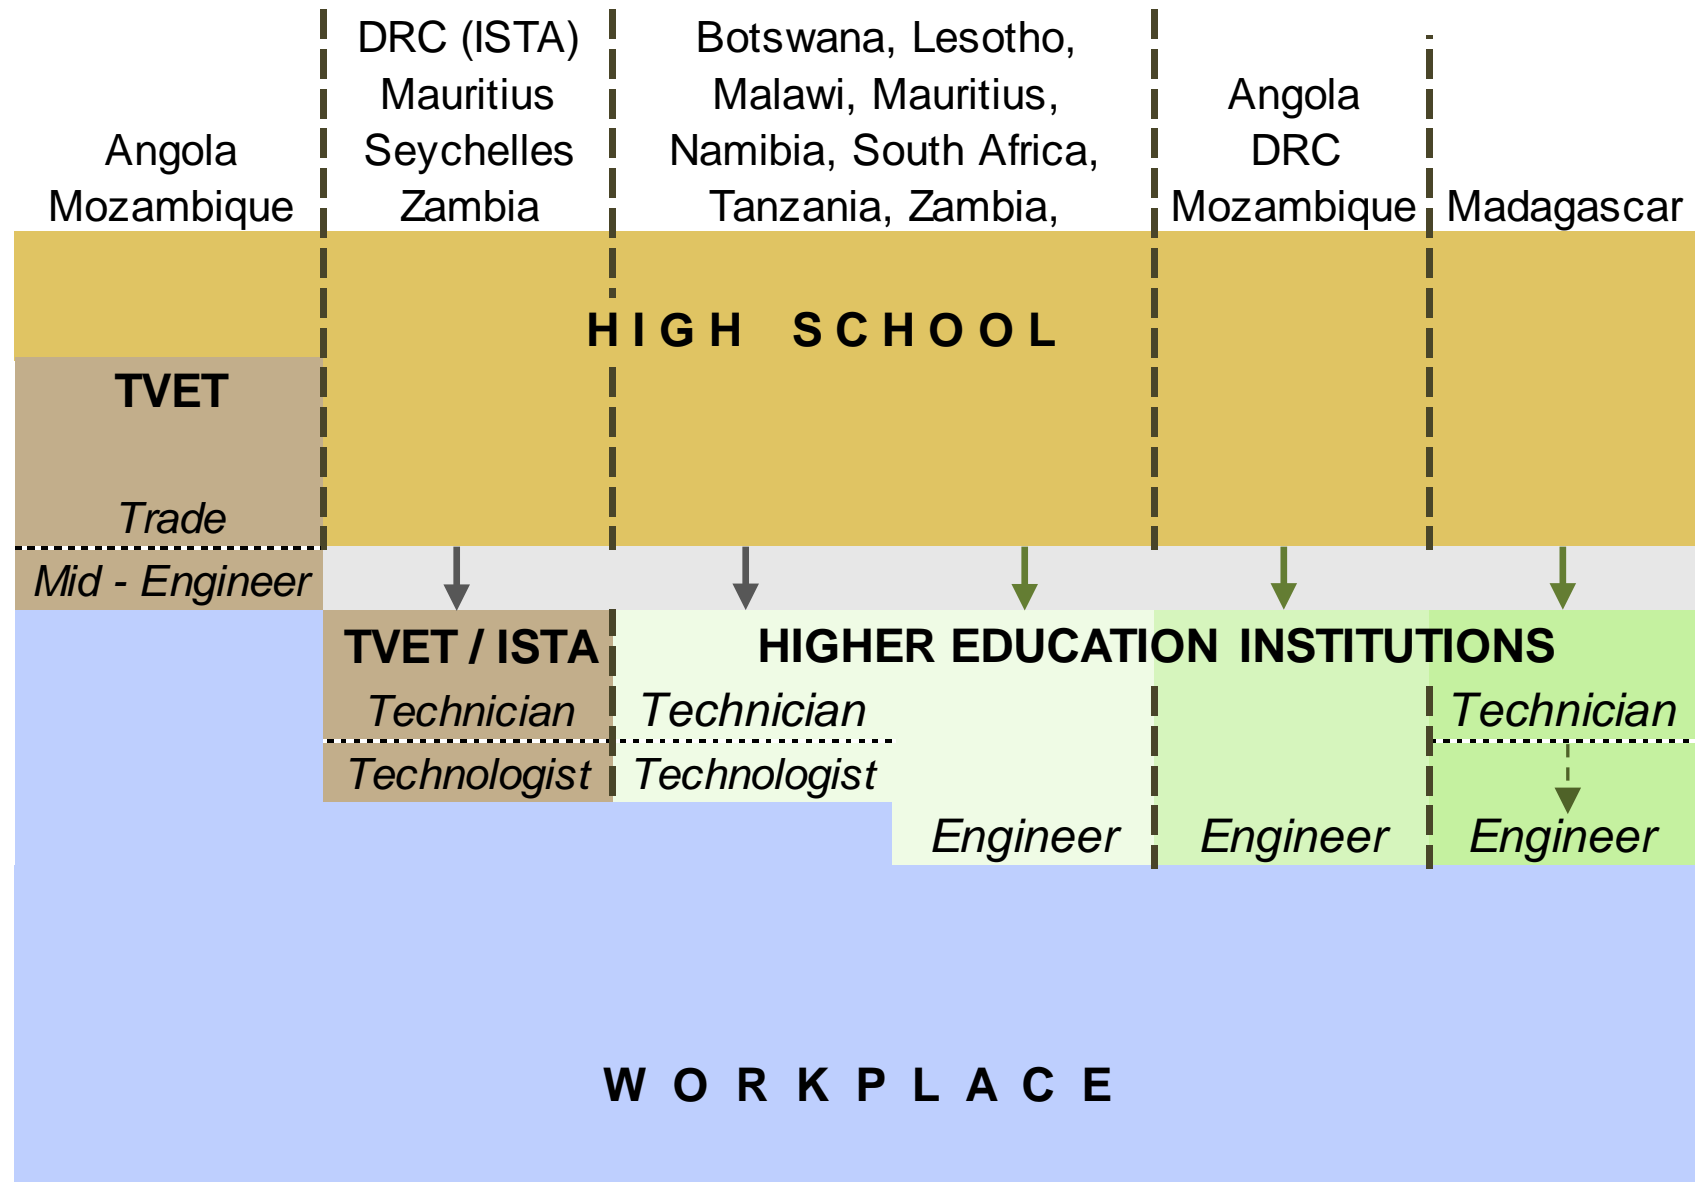 Angola
Mozambique
DRC (ISTA)
Mauritius
Seychelles
Zambia
Botswana, Lesotho,
Malawi, Mauritius,
Namibia, South Africa,
Tanzania, Zambia,
Angola
DRC
Mozambique
Madagascar
HIGH SCHOOL
TVET
Trade
Mid - Engineer
TVET / ISTA
Technician
Technologist
HIGHER EDUCATION INSTITUTIONS
Technician
Technologist
Engineer
Engineer
Technician
Engineer
WORKPLACE